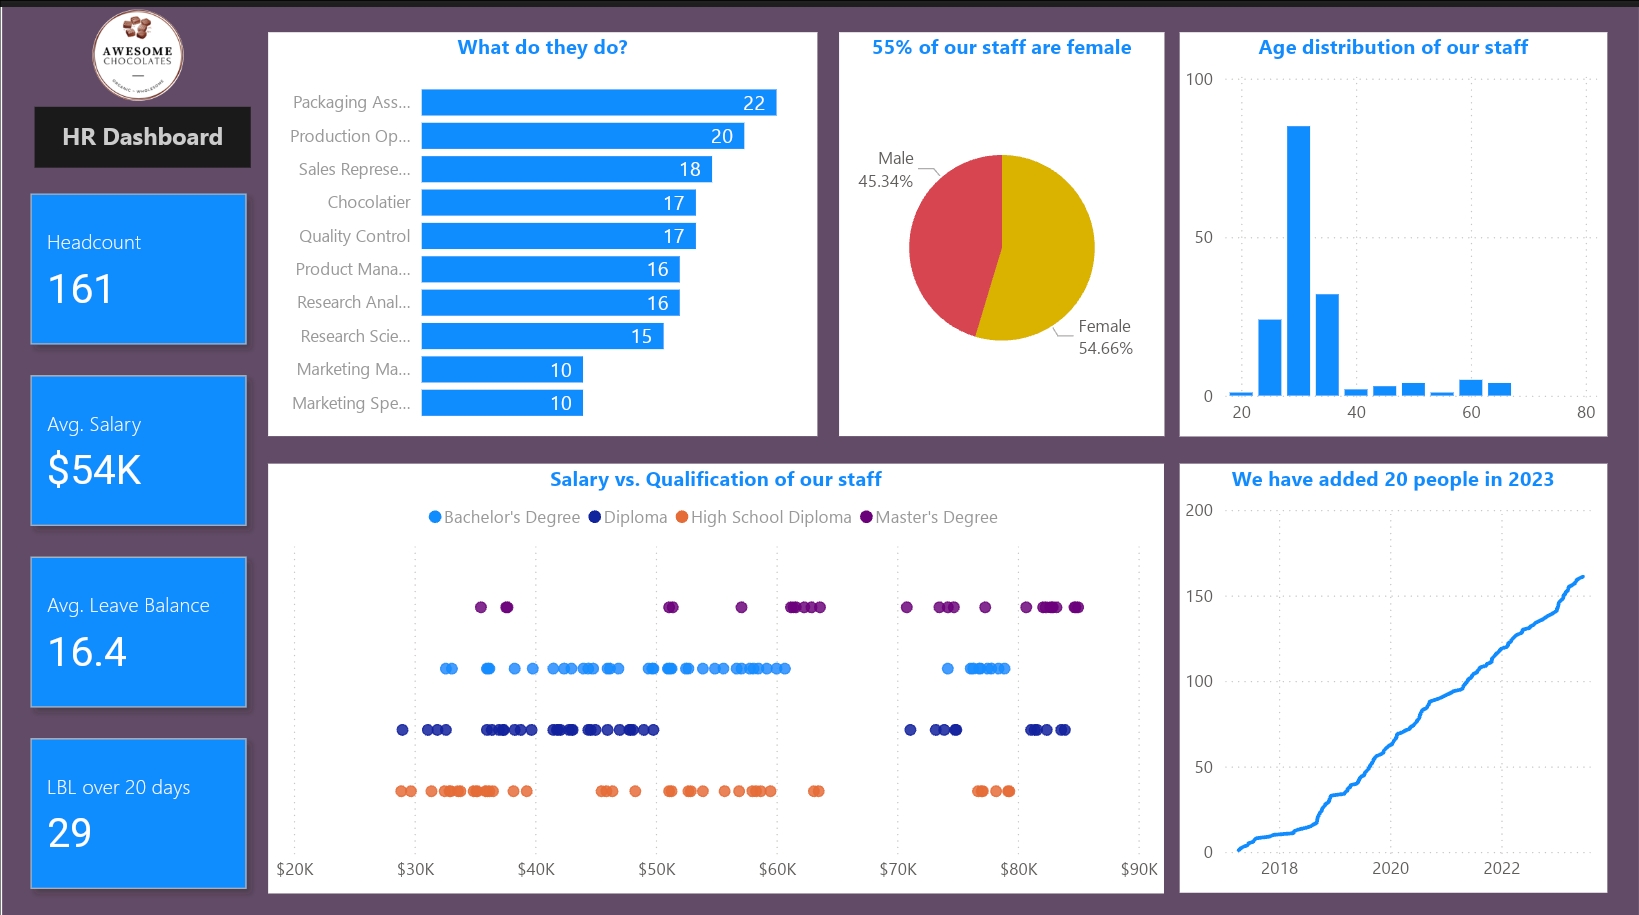 AWESOME
CHOCOLATES
ORGANIC • WHOLESOME
HR Dashboard
Headcount
161
Avg. Salary
$54K
Avg. Leave Balance
16.4
LBL over 20 days
29
What do they do?
Packaging Ass... 22
Production Op... 20
Sales Represe... 18
Chocolatier 17
Quality Control 17
Product Mana... 16
Research Anal... 16
Research Scie... 15
Marketing Ma... 10
Marketing Spe... 10
55% of our staff are female
Male
45.34%
Female
54.66%
Age distribution of our staff
100
50
0
20 40 60 80
Salary vs. Qualification of our staff
Bachelor's Degree Diploma High School Diploma Master's Degree
$20K $30K $40K $50K $60K $70K $80K $90K
We have added 20 people in 2023
200
150
100
50
0
2018 2020 2022